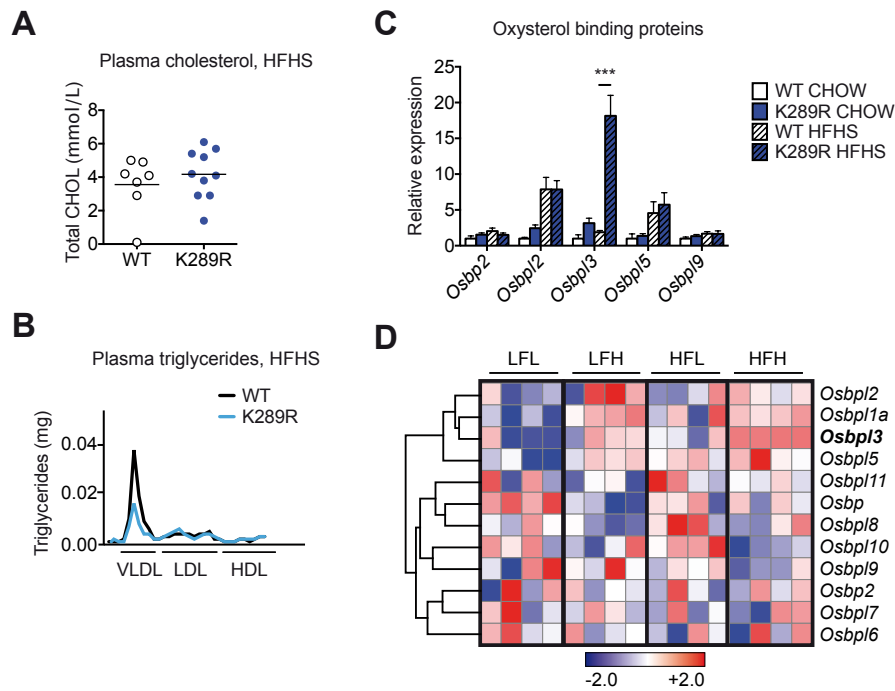 A
Plasma cholesterol, HFHS
Total CHOL (mmol/L)
8
6
4
2
0
WT
K289R
B
Plasma triglycerides, HFHS
WT
K289R
Triglycerides (mg)
0.04
0.02
0.00
VLDL
LDL
HDL
C
Oxysterol binding proteins
Relative expression
25
20
15
10
5
0
***
Osbp2
Osbpl2
Osbpl3
Osbpl5
Osbpl9
WT CHOW
K289R CHOW
WT HFHS
K289R HFHS
D
LFL
LFH
HFL
HFH
Osbpl2
Osbpl1a
Osbpl3
Osbpl5
Osbpl11
Osbp
Osbpl8
Osbpl10
Osbpl9
Osbp2
Osbpl7
Osbpl6
-2.0
+2.0